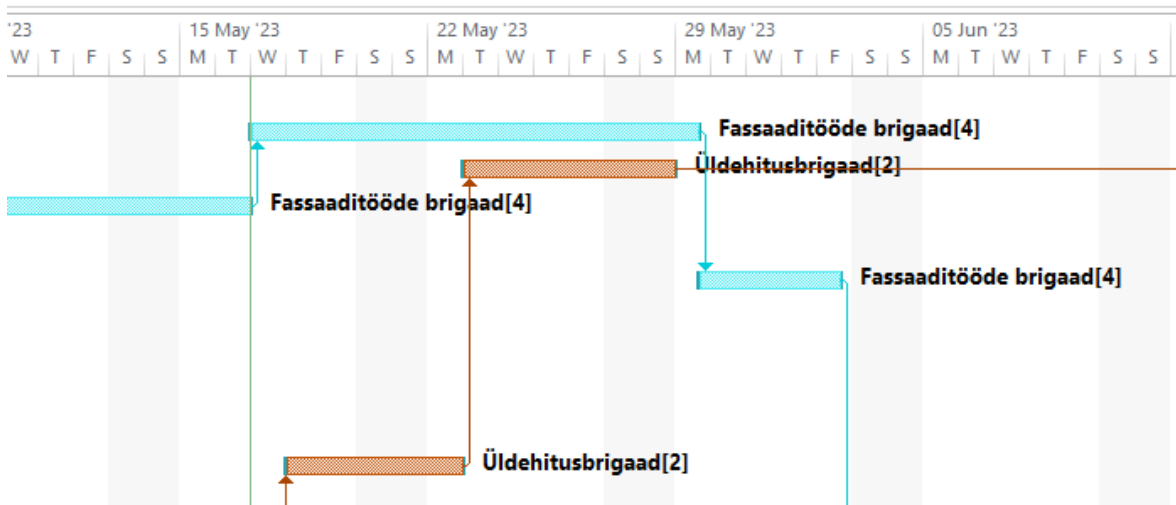 '23 15 May '23 22 May '23 29 May '23 05 Jun '23
W T F S S M T W T F S S M T W T F S S M T W T F S S M T W T F S S
Fassaaditööde brigaad[4]
Üldehitusbrigaad[2]
Fassaaditööde brigaad[4]
Fassaaditööde brigaad[4]
Üldehitusbrigaad[2]